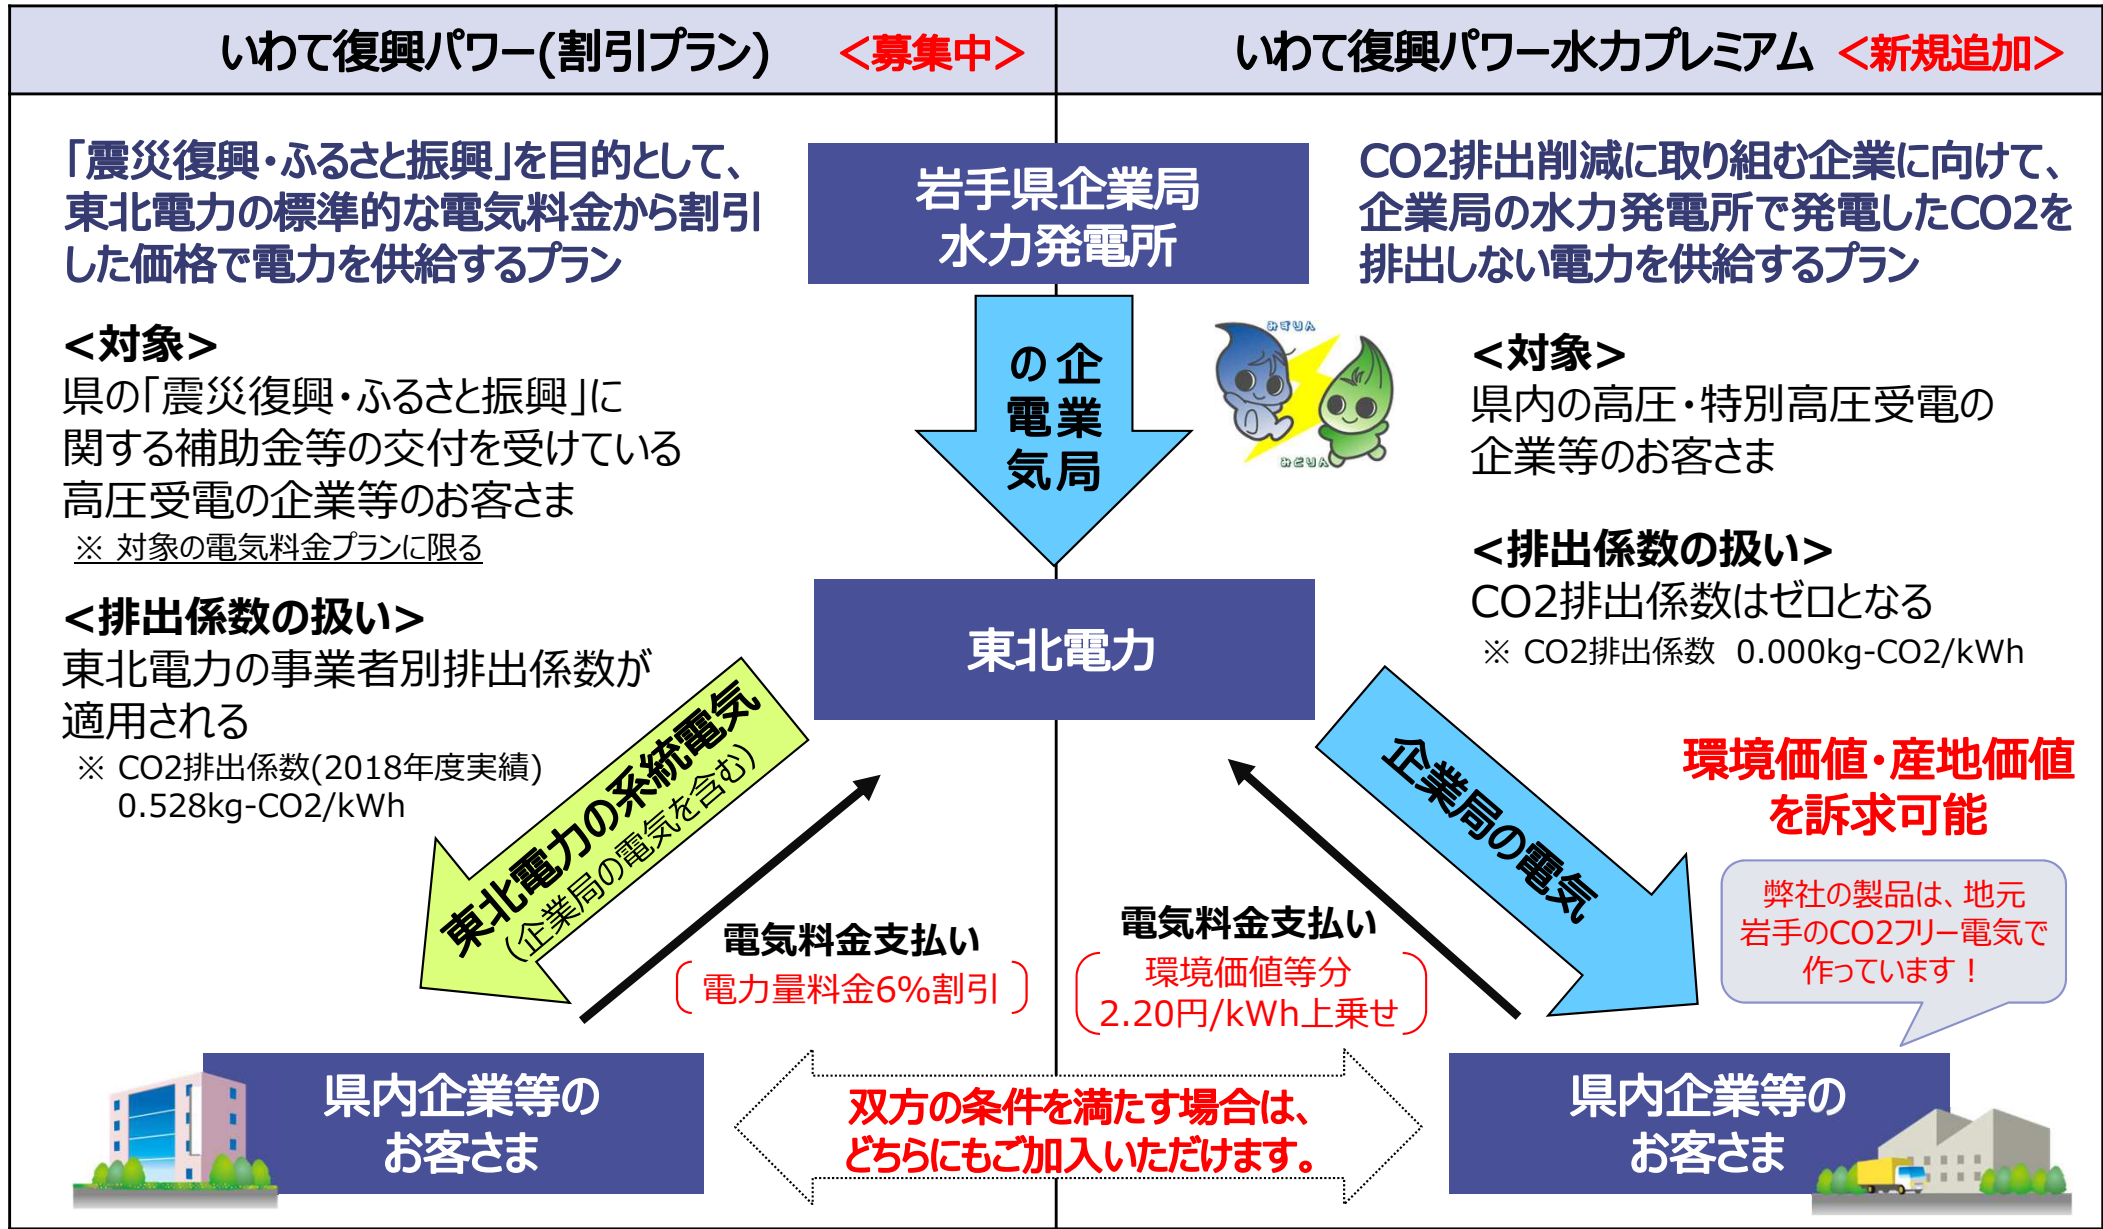 いわて復興パワー(割引プラン) <募集中>
いわて復興パワー水力プレミアム <新規追加>
「震災復興・ふるさと振興」を目的として、
東北電力の標準的な電気料金から割引
した価格で電力を供給するプラン
<対象>
県の「震災復興・ふるさと振興」に
関する補助金等の交付を受けている
高圧受電の企業等のお客さま
※ 対象の電気料金プランに限る
<排出係数の扱い>
東北電力の事業者別排出係数が
適用される
※ CO2排出係数(2018年度実績)
0.528kg-CO2/kWh
岩手県企業局
水力発電所
企業局
の電気
みずりん
みどりん
東北電力
CO2排出削減に取り組む企業に向けて、
企業局の水力発電所で発電したCO2を
排出しない電力を供給するプラン
<対象>
県内の高圧・特別高圧受電の
企業等のお客さま
<排出係数の扱い>
CO2排出係数はゼロとなる
※ CO2排出係数 0.000kg-CO2/kWh
環境価値・産地価値
を訴求可能
東北電力の系統電気
(企業局の電気を含む)
電気料金支払い
電力量料金6%割引
電気料金支払い
環境価値等分
2.20円/kWh上乗せ
企業局の電気
弊社の製品は、地元
岩手のCO2フリー電気で
作っています！
県内企業等の
お客さま
双方の条件を満たす場合は、
どちらにもご加入いただけます。
県内企業等の
お客さま